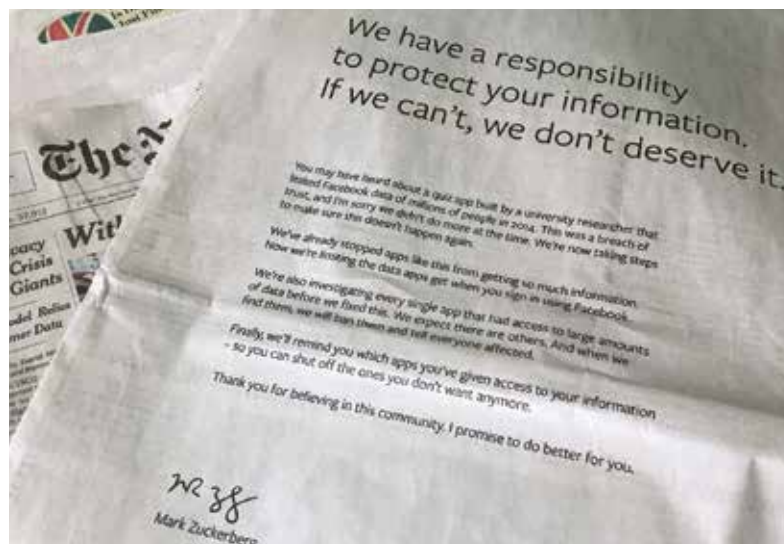 The
We have a responsibility
to protect your information.
If we can't, we don't deserve it.
You may have heard about a quiz app built by a university researcher that
leaked Facebook data of millions of people in 2014. This was a breach of
trust, and I'm sorry we didn't do more at the time. We're now taking steps
to make sure this doesn't happen again.
We've already stopped apps like this from getting so much information.
Now we're limiting the data apps get when you sign in using Facebook.
We're also investigating every single app that had access to large amounts
of data before we fixed this. We expect there are others. And when we
find them, we will ban them and tell everyone affected.
Finally, we'll remind you which apps you've given access to your information
– so you can shut off the ones you don't want anymore.
Thank you for believing in this community. I promise to do better for you.
Mark Zuckerberg
Crisis
Giants
Data